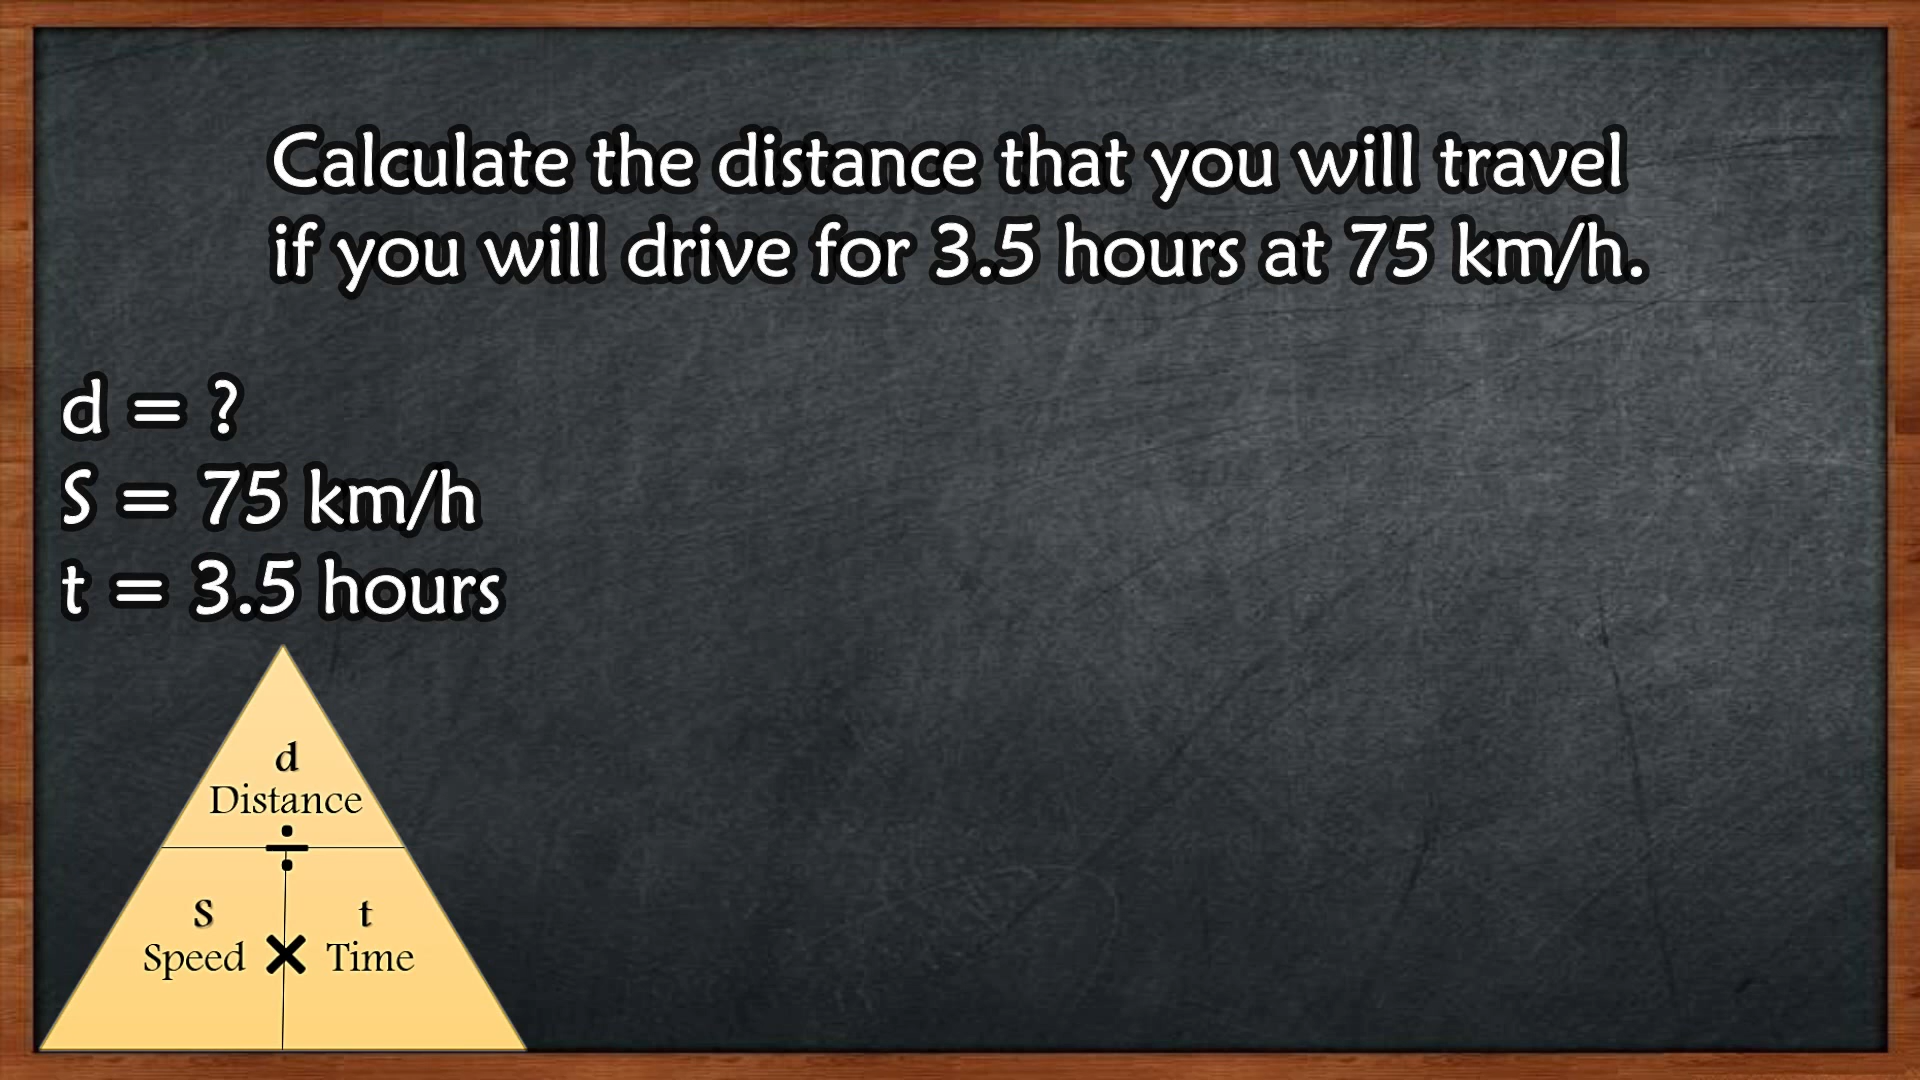 Calculate the distance that you will travel
if you will drive for 3.5 hours at 75 km/h.
d = ?
S = 75 km/h
t = 3.5 hours
d
Distance
÷
S t
Speed × Time